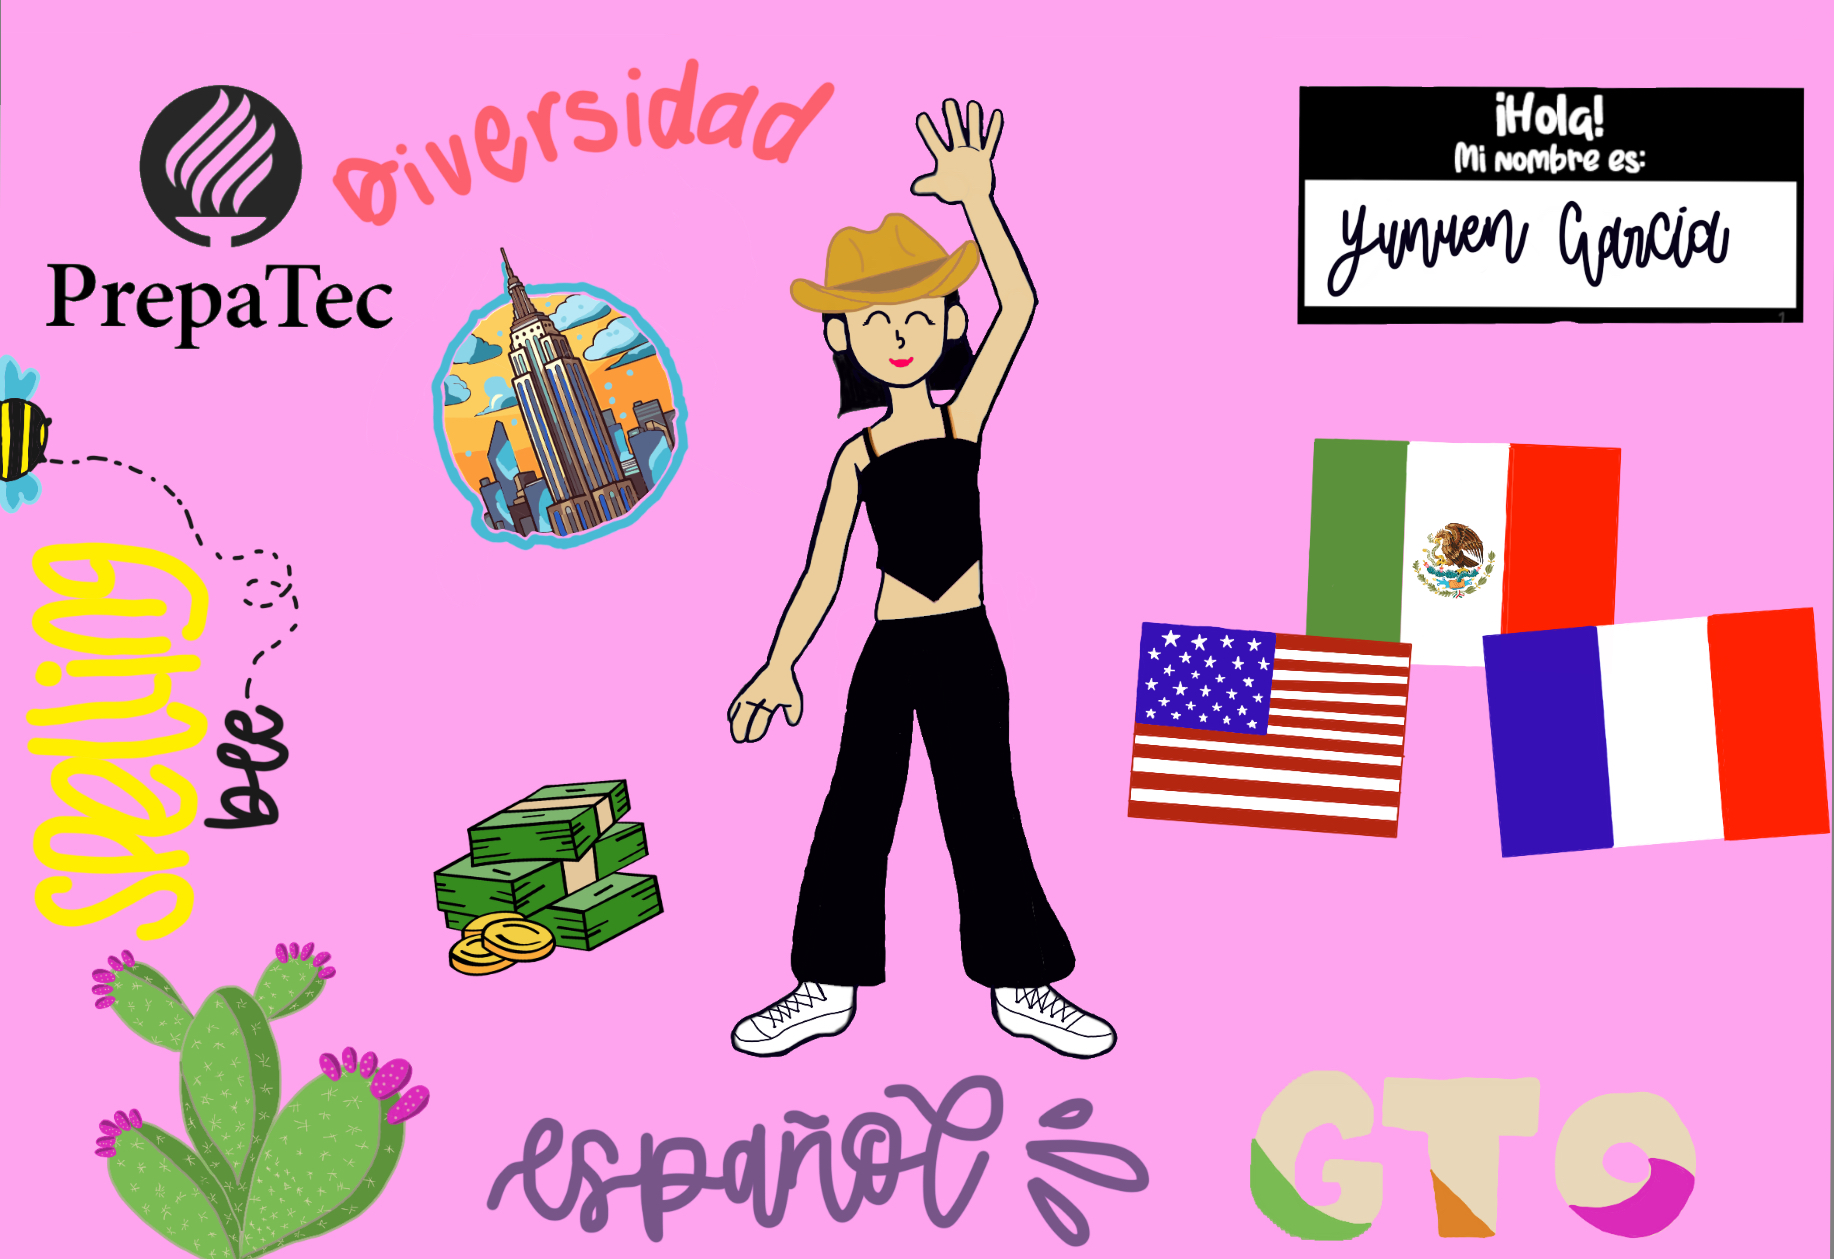 Diversidad
PrepaTec
¡Hola!
Mi nombre es:
Yunuen Garcia
spelling
bee
español
GTO